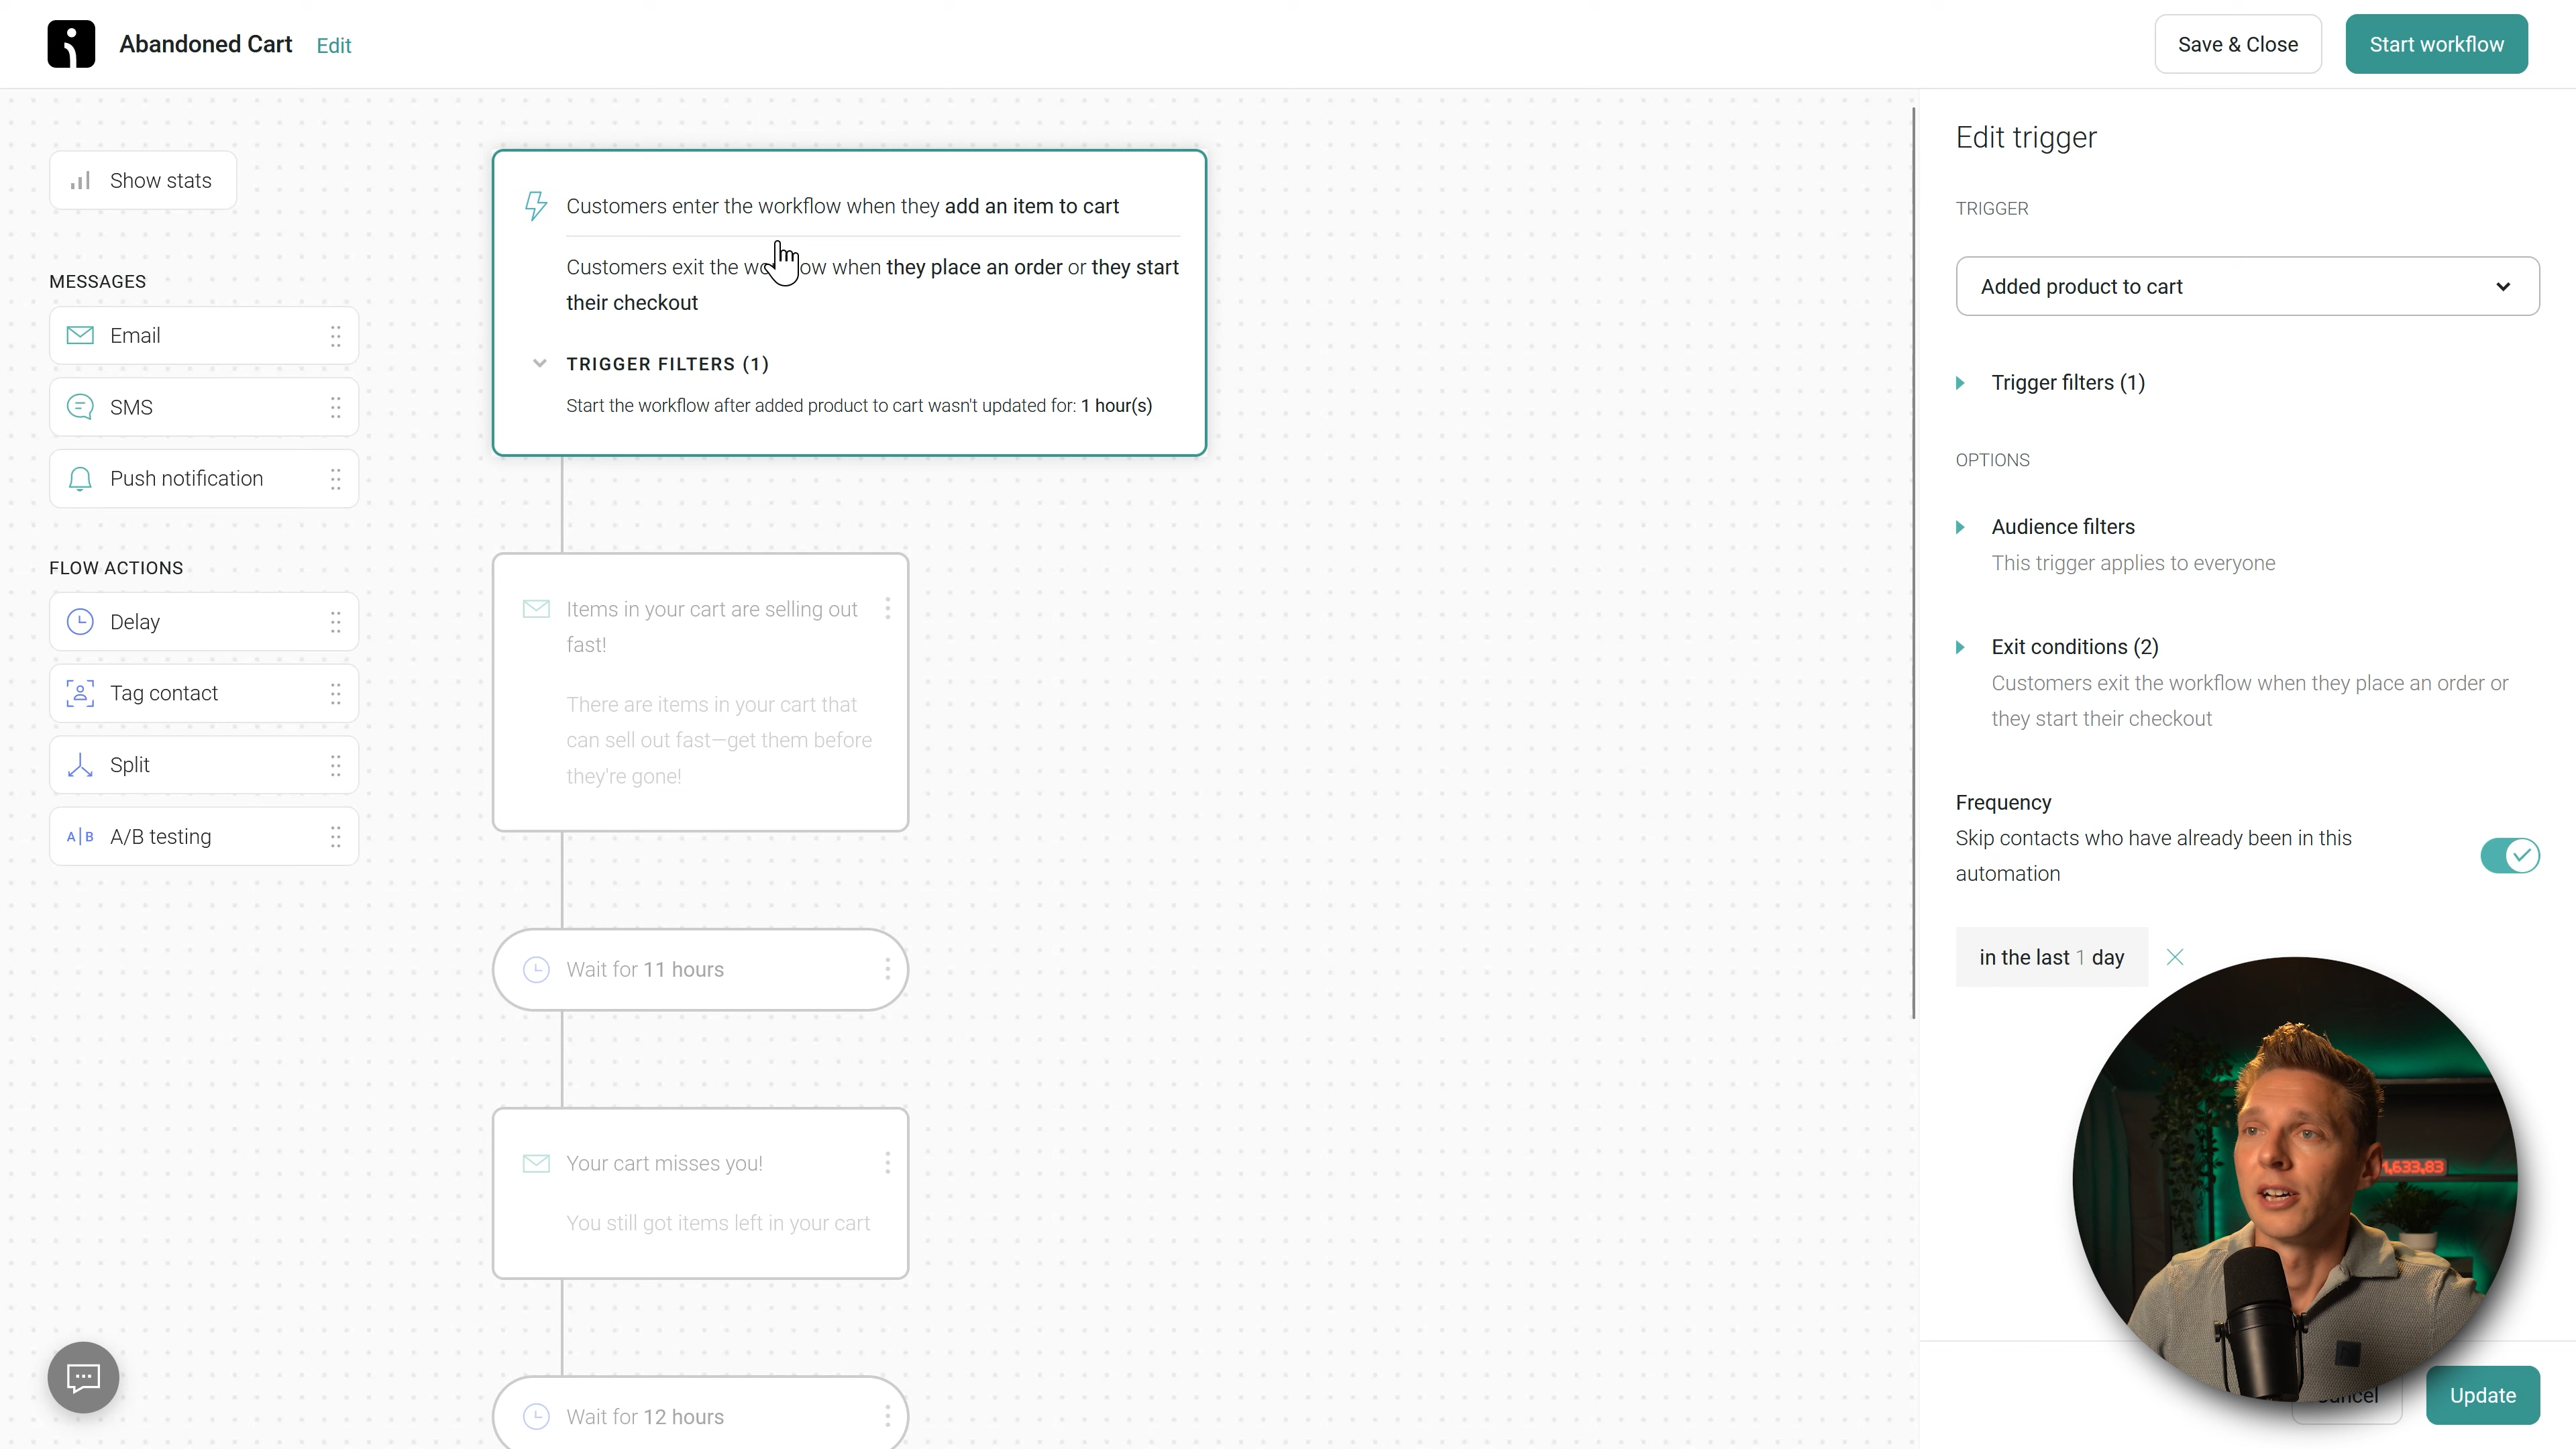 Abandoned Cart Edit
Save & Close
Start workflow
Show stats
MESSAGES
Email
SMS
Push notification
FLOW ACTIONS
Delay
Tag contact
Split
A|B A/B testing
Customers enter the workflow when they add an item to cart
Customers exit the workflow when they place an order or they start
their checkout
TRIGGER FILTERS (1)
Start the workflow after added product to cart wasn't updated for: 1 hour(s)
Items in your cart are selling out
fast!
There are items in your cart that
can sell out fast—get them before
they're gone!
Wait for 11 hours
Your cart misses you!
You still got items left in your cart
Wait for 12 hours
Edit trigger
TRIGGER
Added product to cart
Trigger filters (1)
OPTIONS
Audience filters
This trigger applies to everyone
Exit conditions (2)
Customers exit the workflow when they place an order or
they start their checkout
Frequency
Skip contacts who have already been in this
automation
in the last 1 day
1,633,83
Cancel
Update